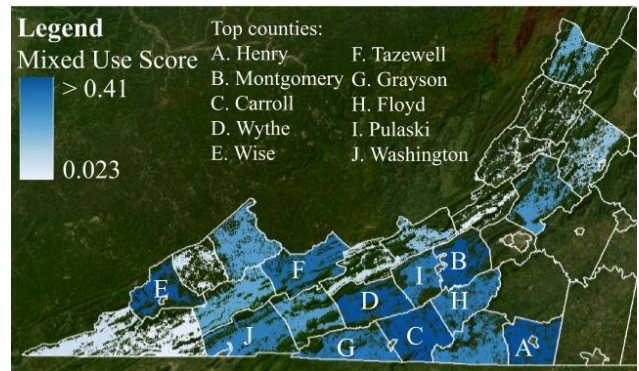 Legend
Mixed Use Score
> 0.41
0.023
Top counties:
A. Henry
B. Montgomery
C. Carroll
D. Wythe
E. Wise
F. Tazewell
G. Grayson
H. Floyd
I. Pulaski
J. Washington
F
B
E
I
D
H
J
G
C
A